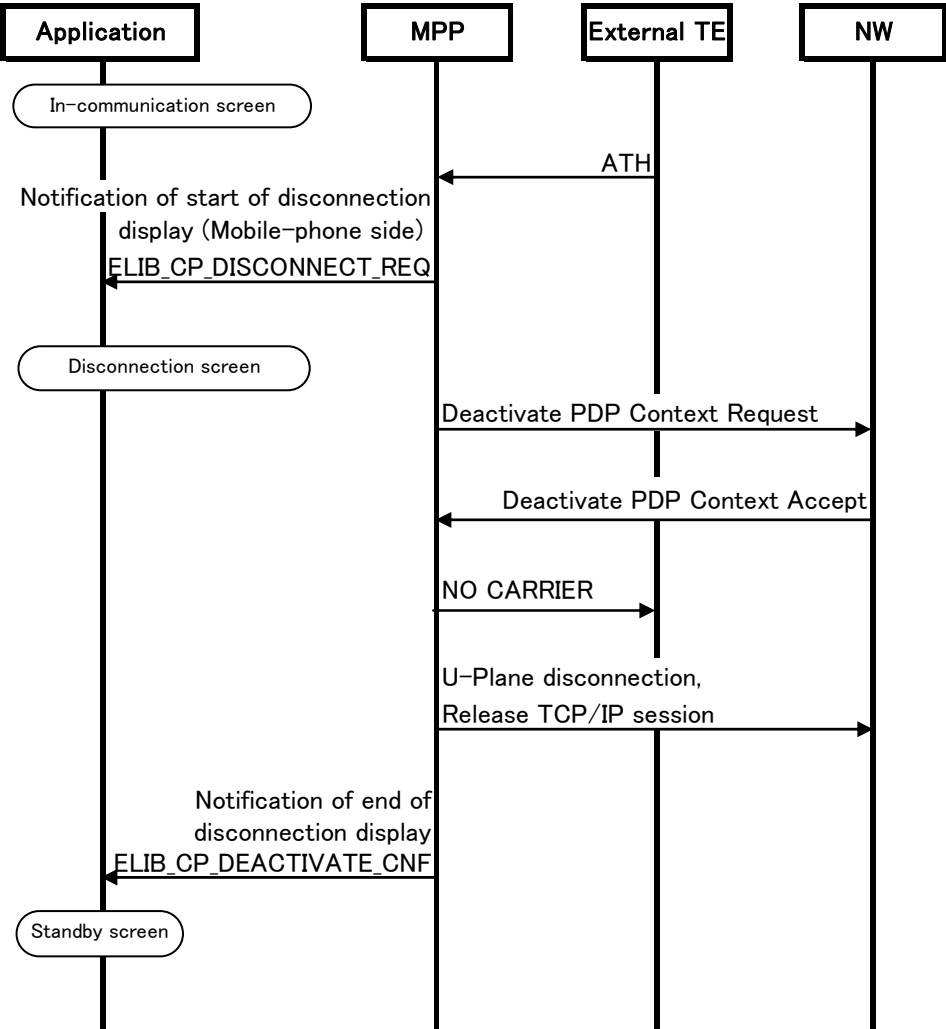 Application
MPP
External TE
NW
In-communication screen
ATH
Notification of start of disconnection
display (Mobile-phone side)
ELIB_CP_DISCONNECT_REQ
Disconnection screen
Deactivate PDP Context Request
Deactivate PDP Context Accept
NO CARRIER
U-Plane disconnection,
Release TCP/IP session
Notification of end of
disconnection display
ELIB_CP_DEACTIVATE_CNF
Standby screen